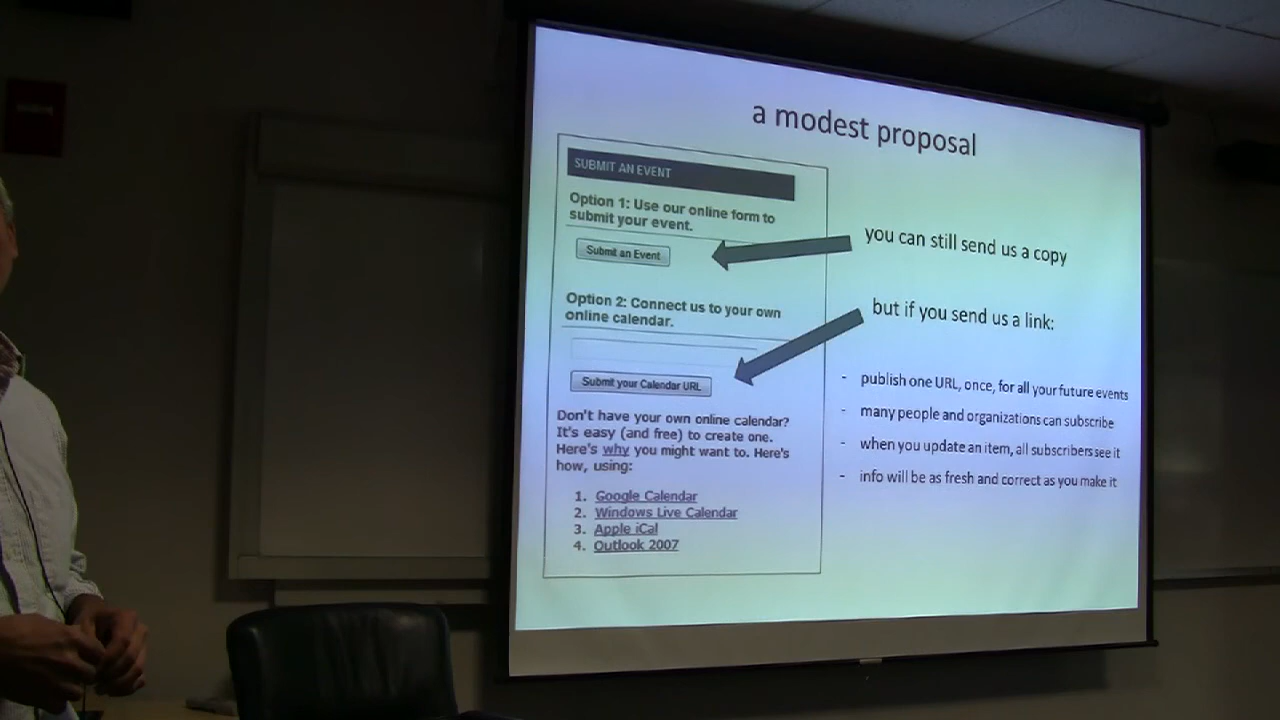 a modest proposal
SUBMIT AN EVENT
Option 1: Use our online form to
submit your event.
Submit an Event
Option 2: Connect us to your own
online calendar.
Submit your Calendar URL
Don't have your own online calendar?
It's easy (and free) to create one.
Here's why you might want to. Here's
how, using:
1. Google Calendar
2. Windows Live Calendar
3. Apple iCal
4. Outlook 2007
you can still send us a copy
but if you send us a link:
- publish one URL, once, for all your future events
- many people and organizations can subscribe
- when you update an item, all subscribers see it
- info will be as fresh and correct as you make it